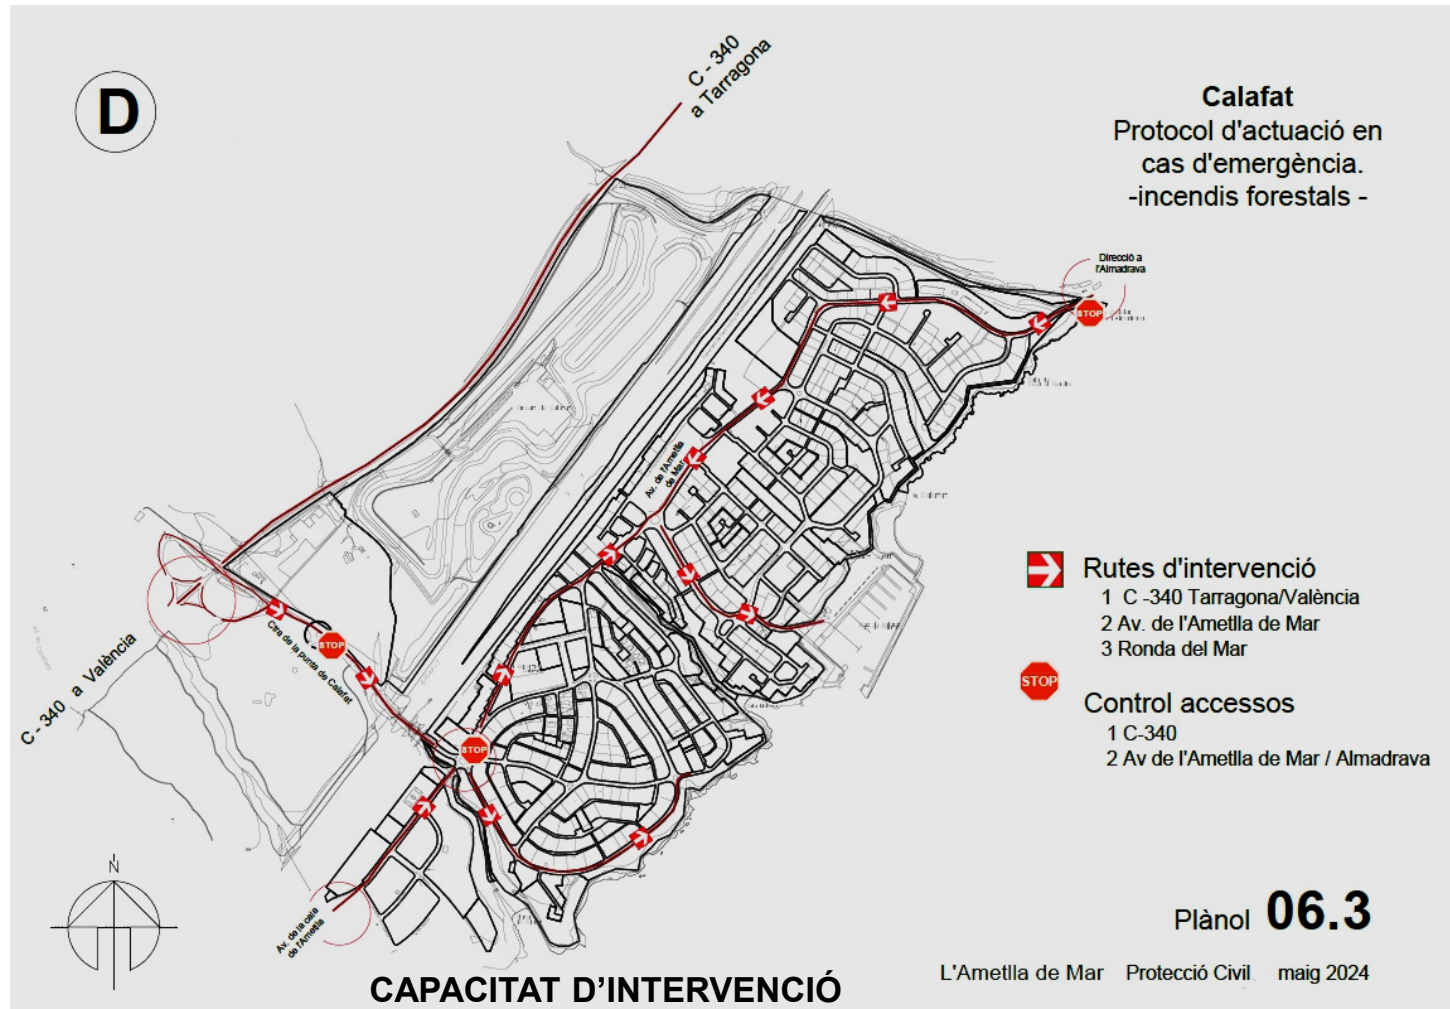 D
C - 340
a Tarragona
Calafat
Protocol d'actuació en
cas d'emergència.
-incendis forestals -
Direcció a
l'Almadrava
STOP
Av. de l'Ametlla
de Mar
Ctra de la punta de Calafat
STOP
C - 340 a València
STOP
Av. de la cala
de l'Ametlla
Rutes d'intervenció
1 C -340 Tarragona/València
2 Av. de l'Ametlla de Mar
3 Ronda del Mar
STOP
Control accessos
1 C-340
2 Av de l'Ametlla de Mar / Almadrava
N
Plànol 06.3
L'Ametlla de Mar Protecció Civil maig 2024
CAPACITAT D'INTERVENCIÓ